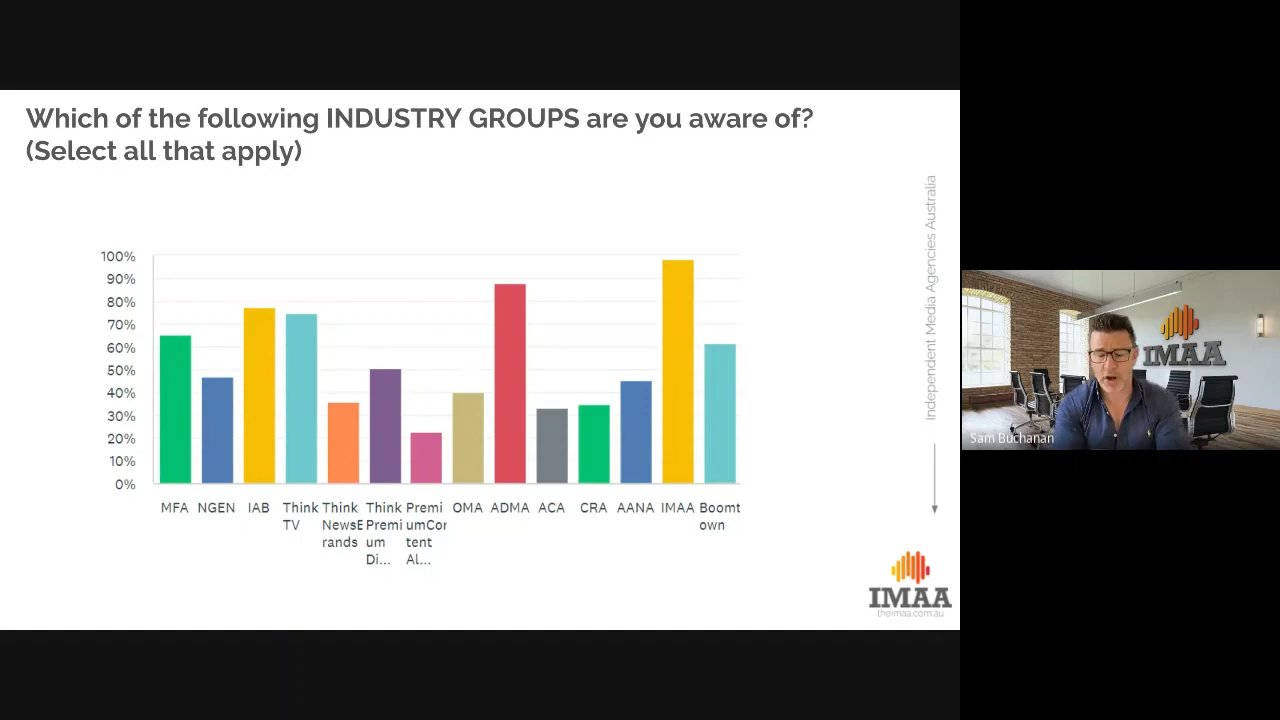 Which of the following INDUSTRY GROUPS are you aware of?
(Select all that apply)
Independent Media Agencies Australia
100%
90%
80%
70%
60%
50%
40%
30%
20%
10%
0%
MFA
NGEN
IAB
Think
TV
Think
NewsB
rands
Think
Premi
um
Di...
Premi
umCon
tent
Al...
OMA
ADMA
ACA
CRA
AANA
IMAA
Boomt
own
IMAA
theimaa.com.au
IMAA
Sam Buchanan